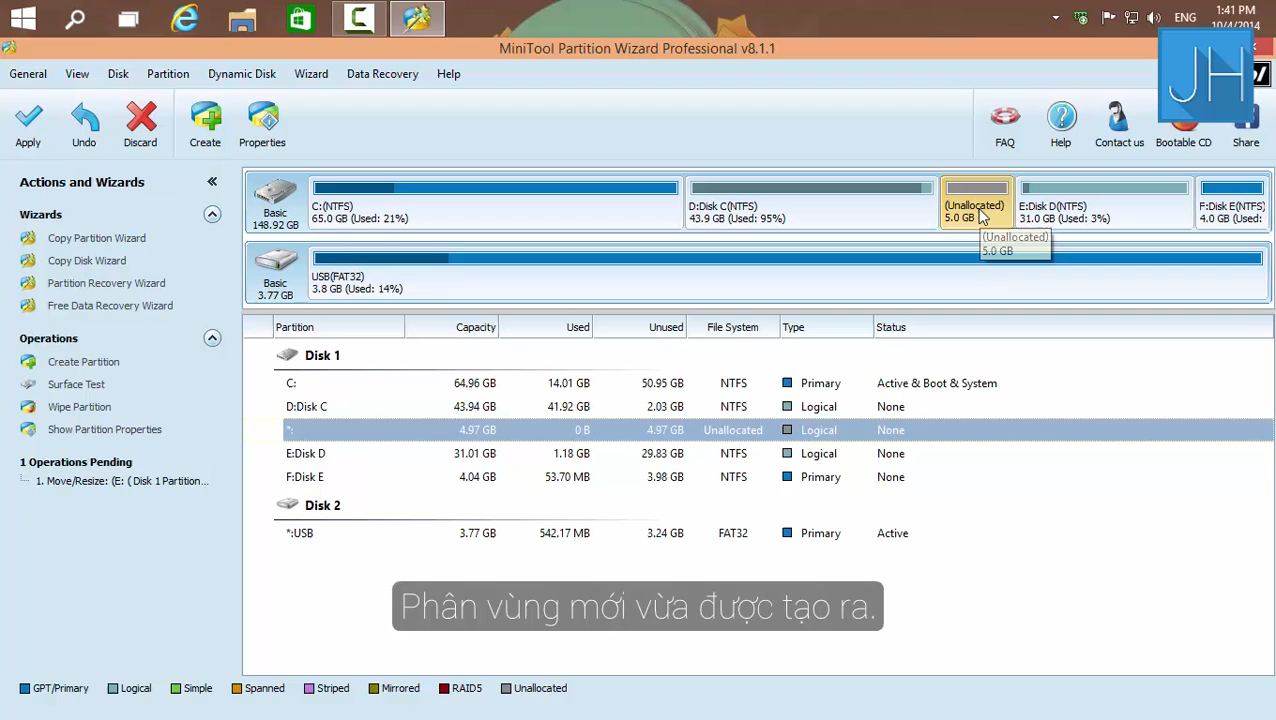 ENG
1:41 PM
10/4/2014
MiniTool Partition Wizard Professional v8.1.1
JH
General View Disk Partition Dynamic Disk Wizard Data Recovery Help
Apply Undo Discard Create Properties FAQ Help Contact us Bootable CD Share
Actions and Wizards
Wizards
Copy Partition Wizard
Copy Disk Wizard
Partition Recovery Wizard
Free Data Recovery Wizard
Operations
Create Partition
Surface Test
Wipe Partition
Show Partition Properties
1 Operations Pending
1. Move/Resize: (E: ( Disk 1 Partition...
Basic
148.92 GB
C:(NTFS)
65.0 GB (Used: 21%)
D:Disk C(NTFS)
43.9 GB (Used: 95%)
(Unallocated)
5.0 GB
E:Disk D(NTFS)
31.0 GB (Used: 3%)
F:Disk E(NTFS)
4.0 GB (Used:
(Unallocated)
5.0 GB
Basic
3.77 GB
USB(FAT32)
3.8 GB (Used: 14%)
Partition Capacity Used Unused File System Type Status
Disk 1
C: 64.96 GB 14.01 GB 50.95 GB NTFS Primary Active & Boot & System
D:Disk C 43.94 GB 41.92 GB 2.03 GB NTFS Logical None
*: 4.97 GB 0 B 4.97 GB Unallocated Logical None
E:Disk D 31.01 GB 1.18 GB 29.83 GB NTFS Logical None
F:Disk E 4.04 GB 53.70 MB 3.98 GB NTFS Primary None
Disk 2
*:USB 3.77 GB 542.17 MB 3.24 GB FAT32 Primary Active
Phân vùng mới vừa được tạo ra.
GPT/Primary Logical Simple Spanned Striped Mirrored RAID5 Unallocated